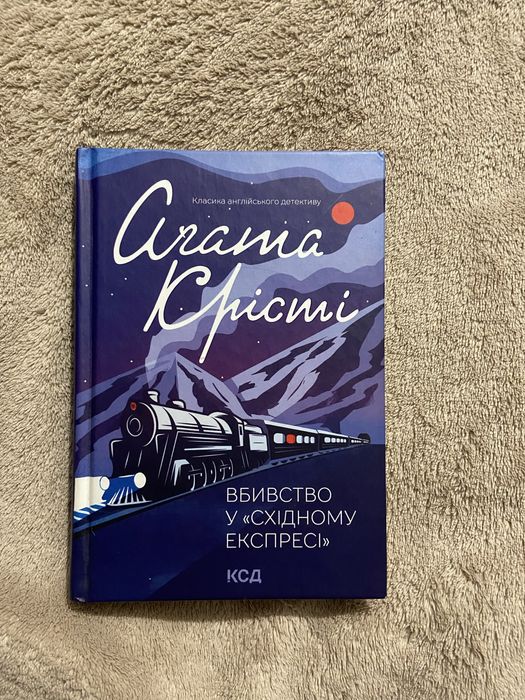 Класика англійського детективу
Агата
Крісті
ВБИВСТВО
У «СХІДНОМУ
ЕКСПРЕСІ»
КСД